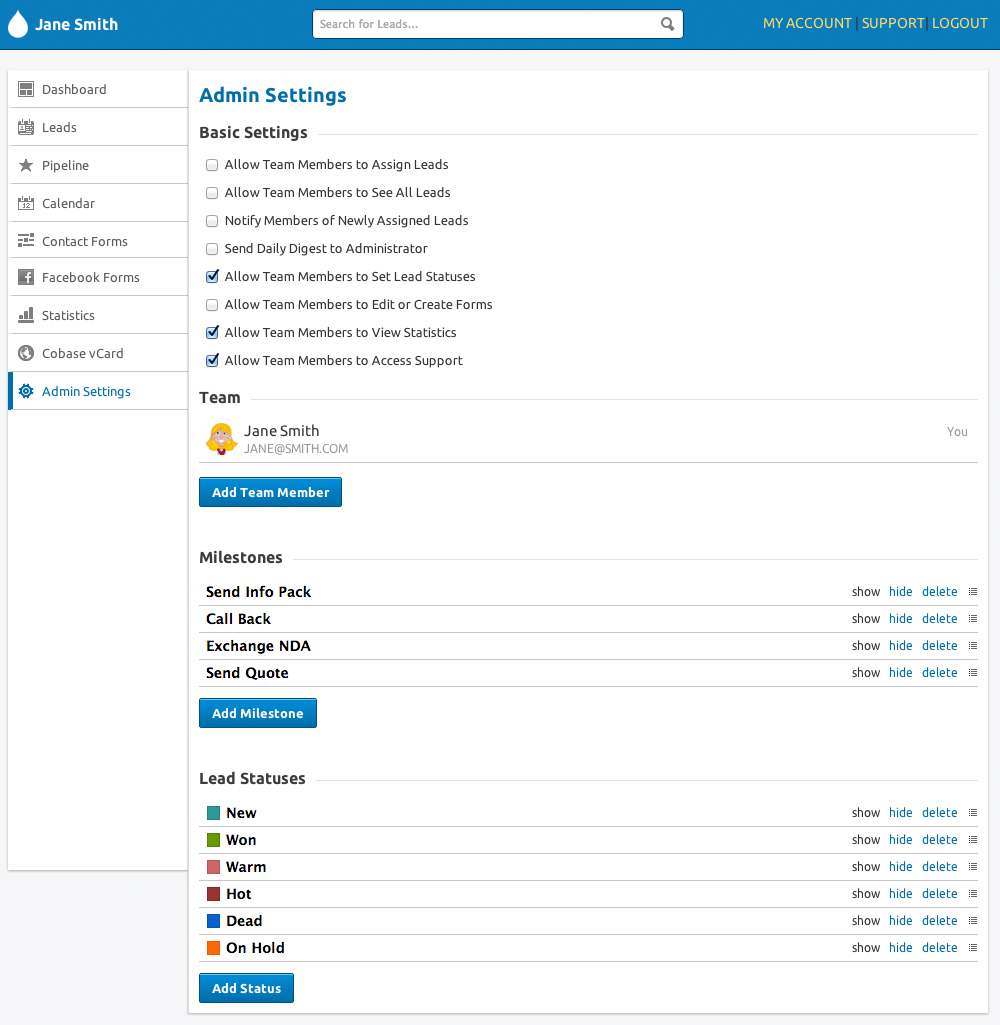 Jane Smith
Search for Leads...
MY ACCOUNT | SUPPORT | LOGOUT
Dashboard
Leads
Pipeline
Calendar
Contact Forms
Facebook Forms
Statistics
Cobase vCard
Admin Settings
Admin Settings
Basic Settings
Allow Team Members to Assign Leads
Allow Team Members to See All Leads
Notify Members of Newly Assigned Leads
Send Daily Digest to Administrator
Allow Team Members to Set Lead Statuses
Allow Team Members to Edit or Create Forms
Allow Team Members to View Statistics
Allow Team Members to Access Support
Team
Jane Smith You
JANE@SMITH.COM
Add Team Member
Milestones
Send Info Pack show hide delete
Call Back show hide delete
Exchange NDA show hide delete
Send Quote show hide delete
Add Milestone
Lead Statuses
New show hide delete
Won show hide delete
Warm show hide delete
Hot show hide delete
Dead show hide delete
On Hold show hide delete
Add Status